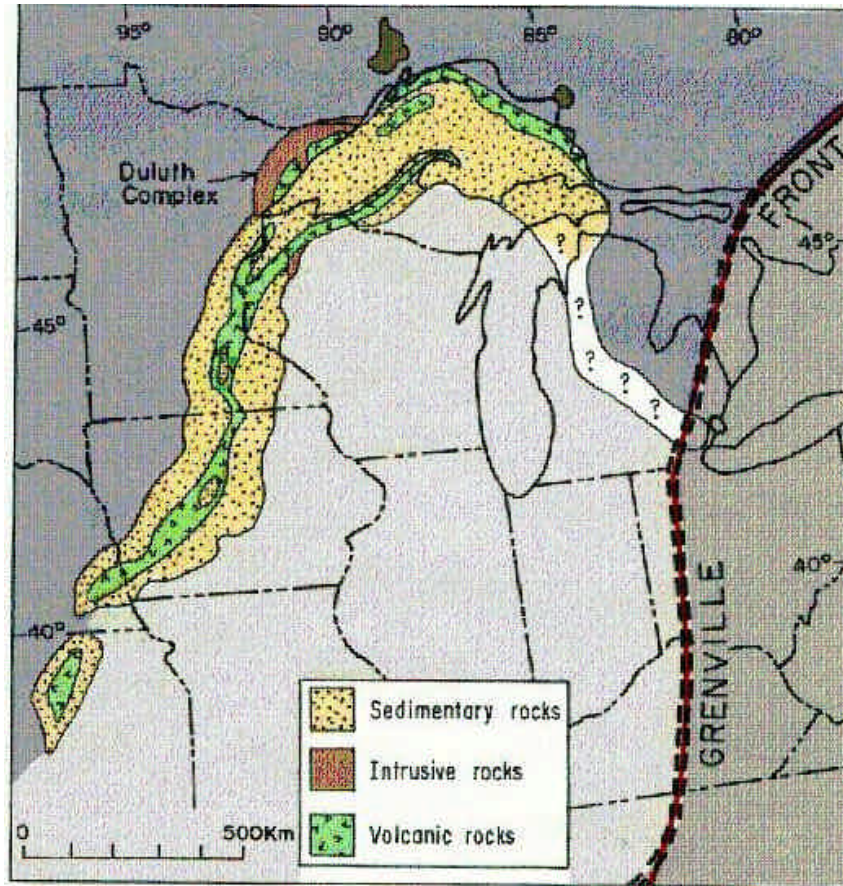 95°
90°
85°
80°
Duluth
Complex
FRONT
45°
?
?
?
?
?
45°
40°
40°
GRENVILLE
Sedimentary rocks
Intrusive rocks
Volcanic rocks
0
500Km